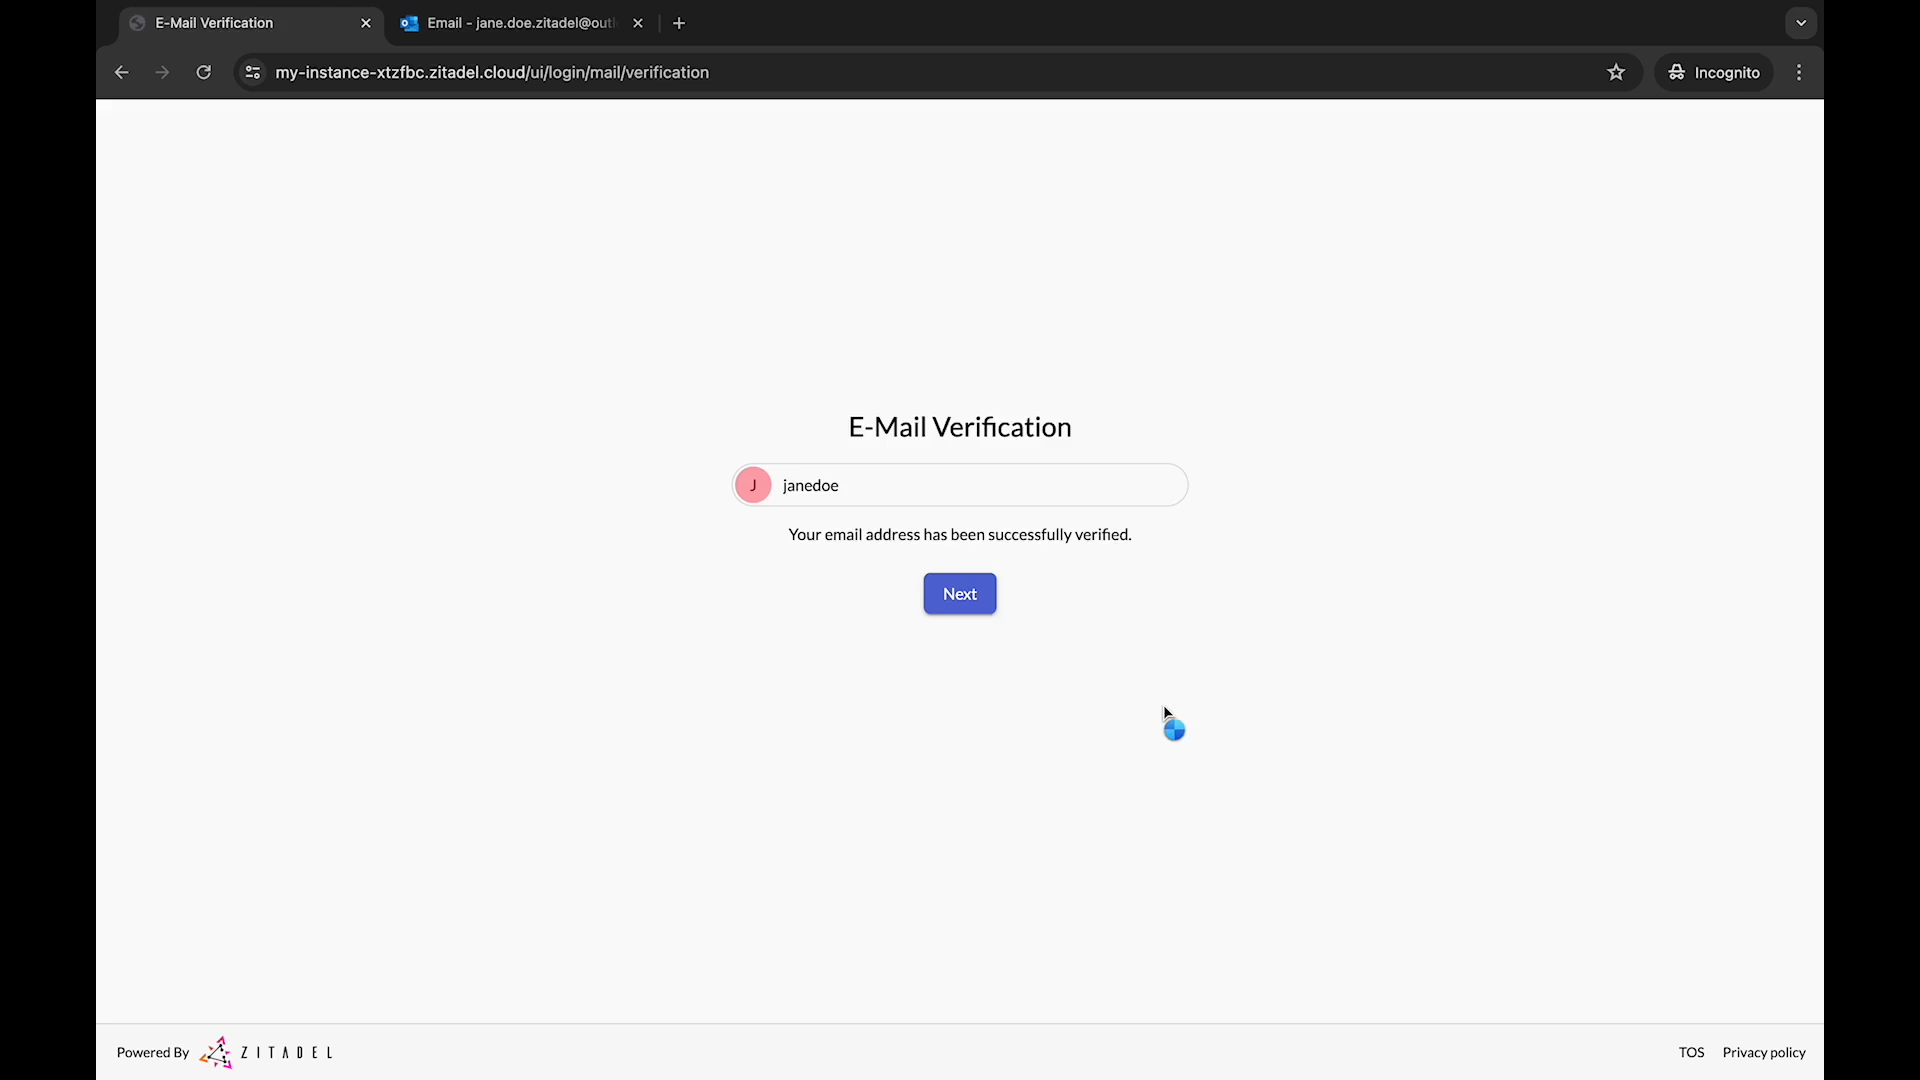 E-Mail Verification
Email - jane.doe.zitadel@outl
my-instance-xtzfbc.zitadel.cloud/ui/login/mail/verification
Incognito
E-Mail Verification
J janedoe
Your email address has been successfully verified.
Next
Powered By ZITADEL
TOS Privacy policy